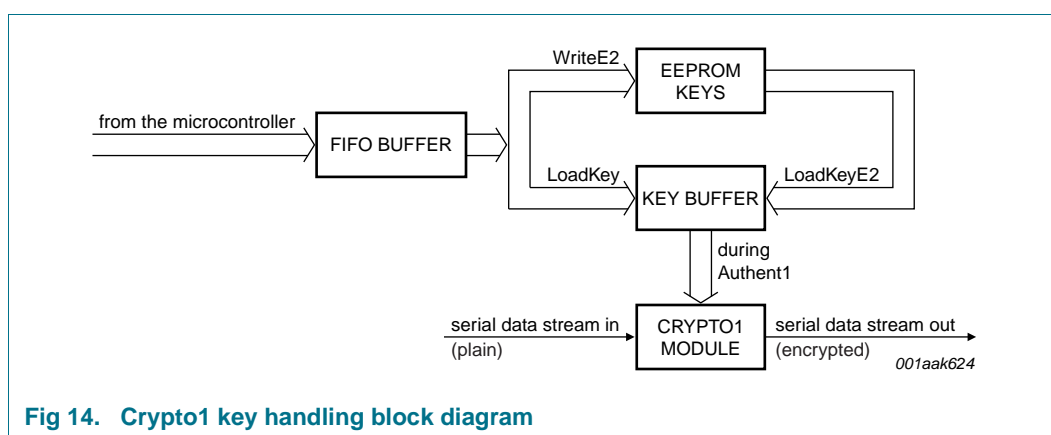 WriteE2
EEPROM
KEYS
from the microcontroller
FIFO BUFFER
LoadKey
LoadKeyE2
KEY BUFFER
during
Authent1
serial data stream in
(plain)
CRYPTO1
MODULE
serial data stream out
(encrypted)
001aak624
Fig 14. Crypto1 key handling block diagram